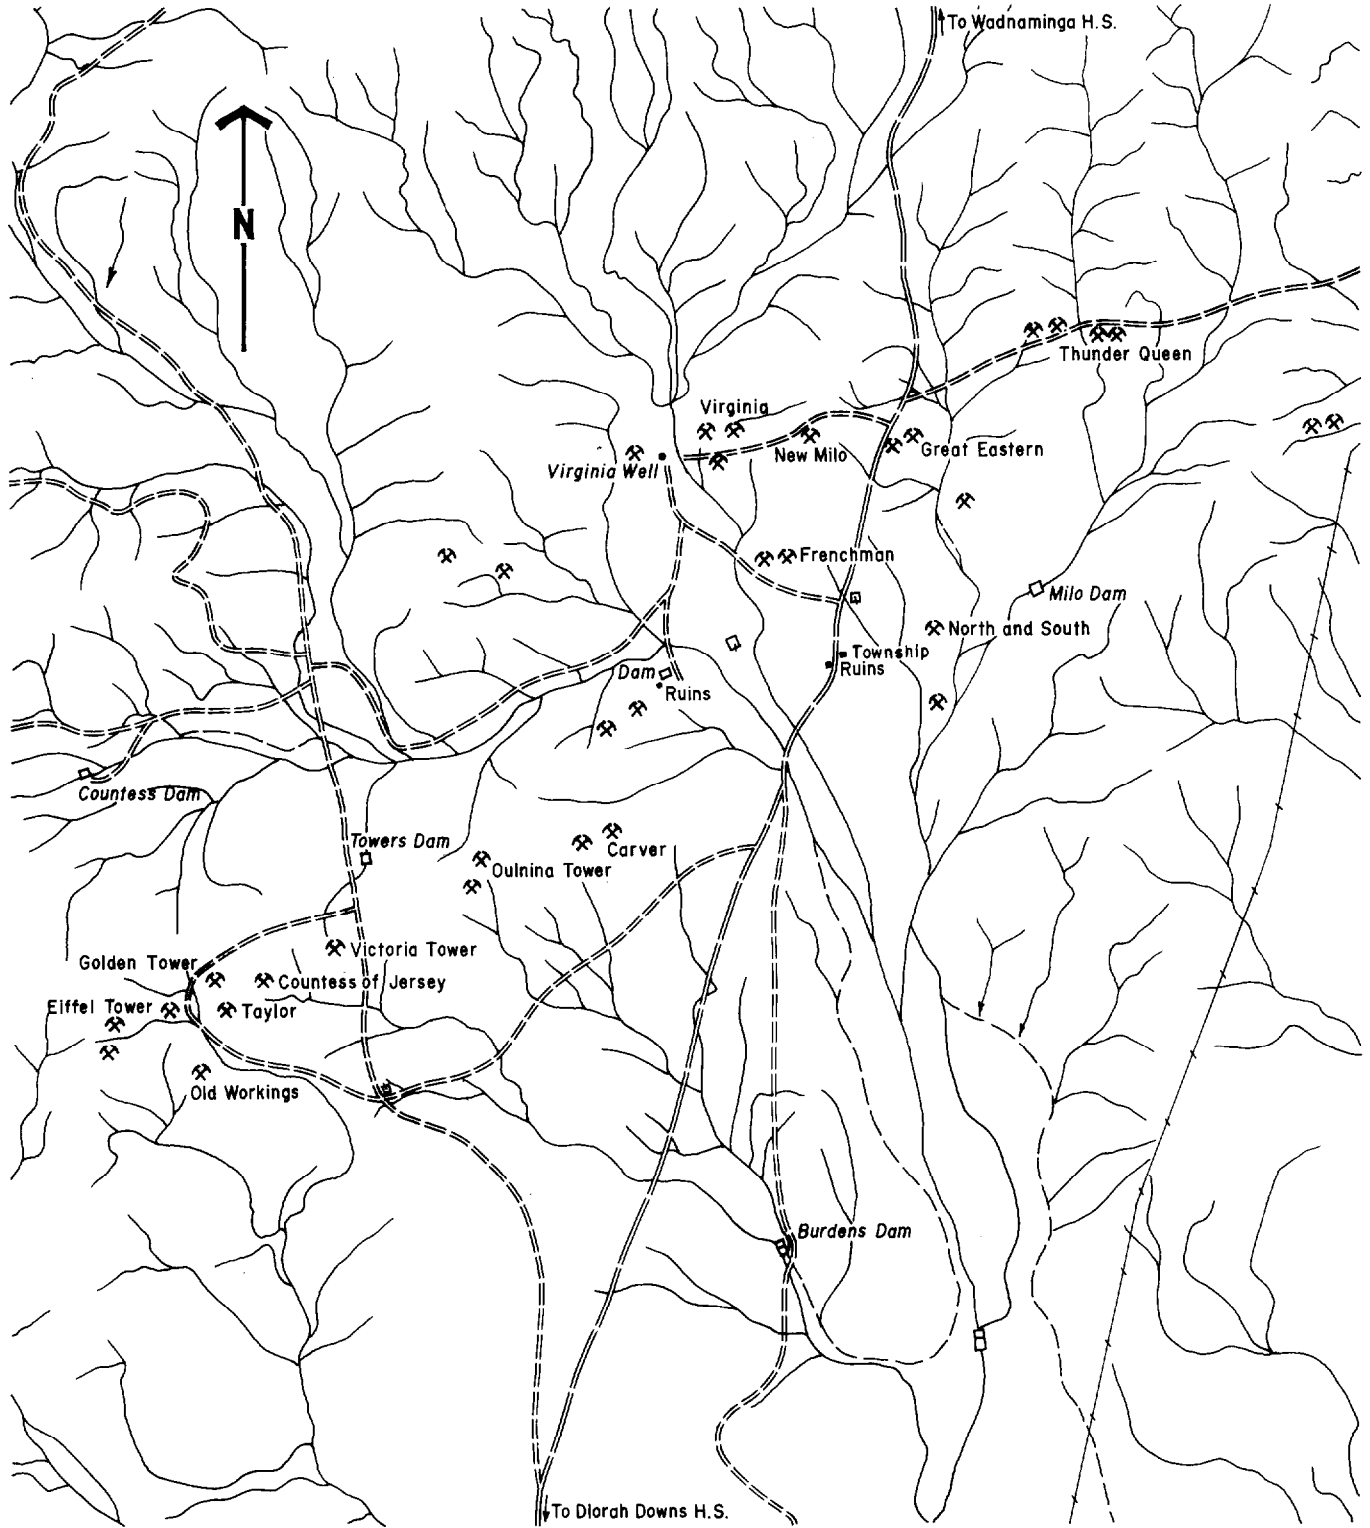 To Wadnaminga H.S.
N
Thunder Queen
Virginia
New Milo
Great Eastern
Virginia Well
Frenchman
Milo Dam
North and South
Township
Ruins
Dam
Ruins
Countess Dam
Towers Dam
Carver
Oulnina Tower
Victoria Tower
Golden Tower
Countess of Jersey
Eiffel Tower
Taylor
Old Workings
Burdens Dam
To Dlorah Downs H.S.